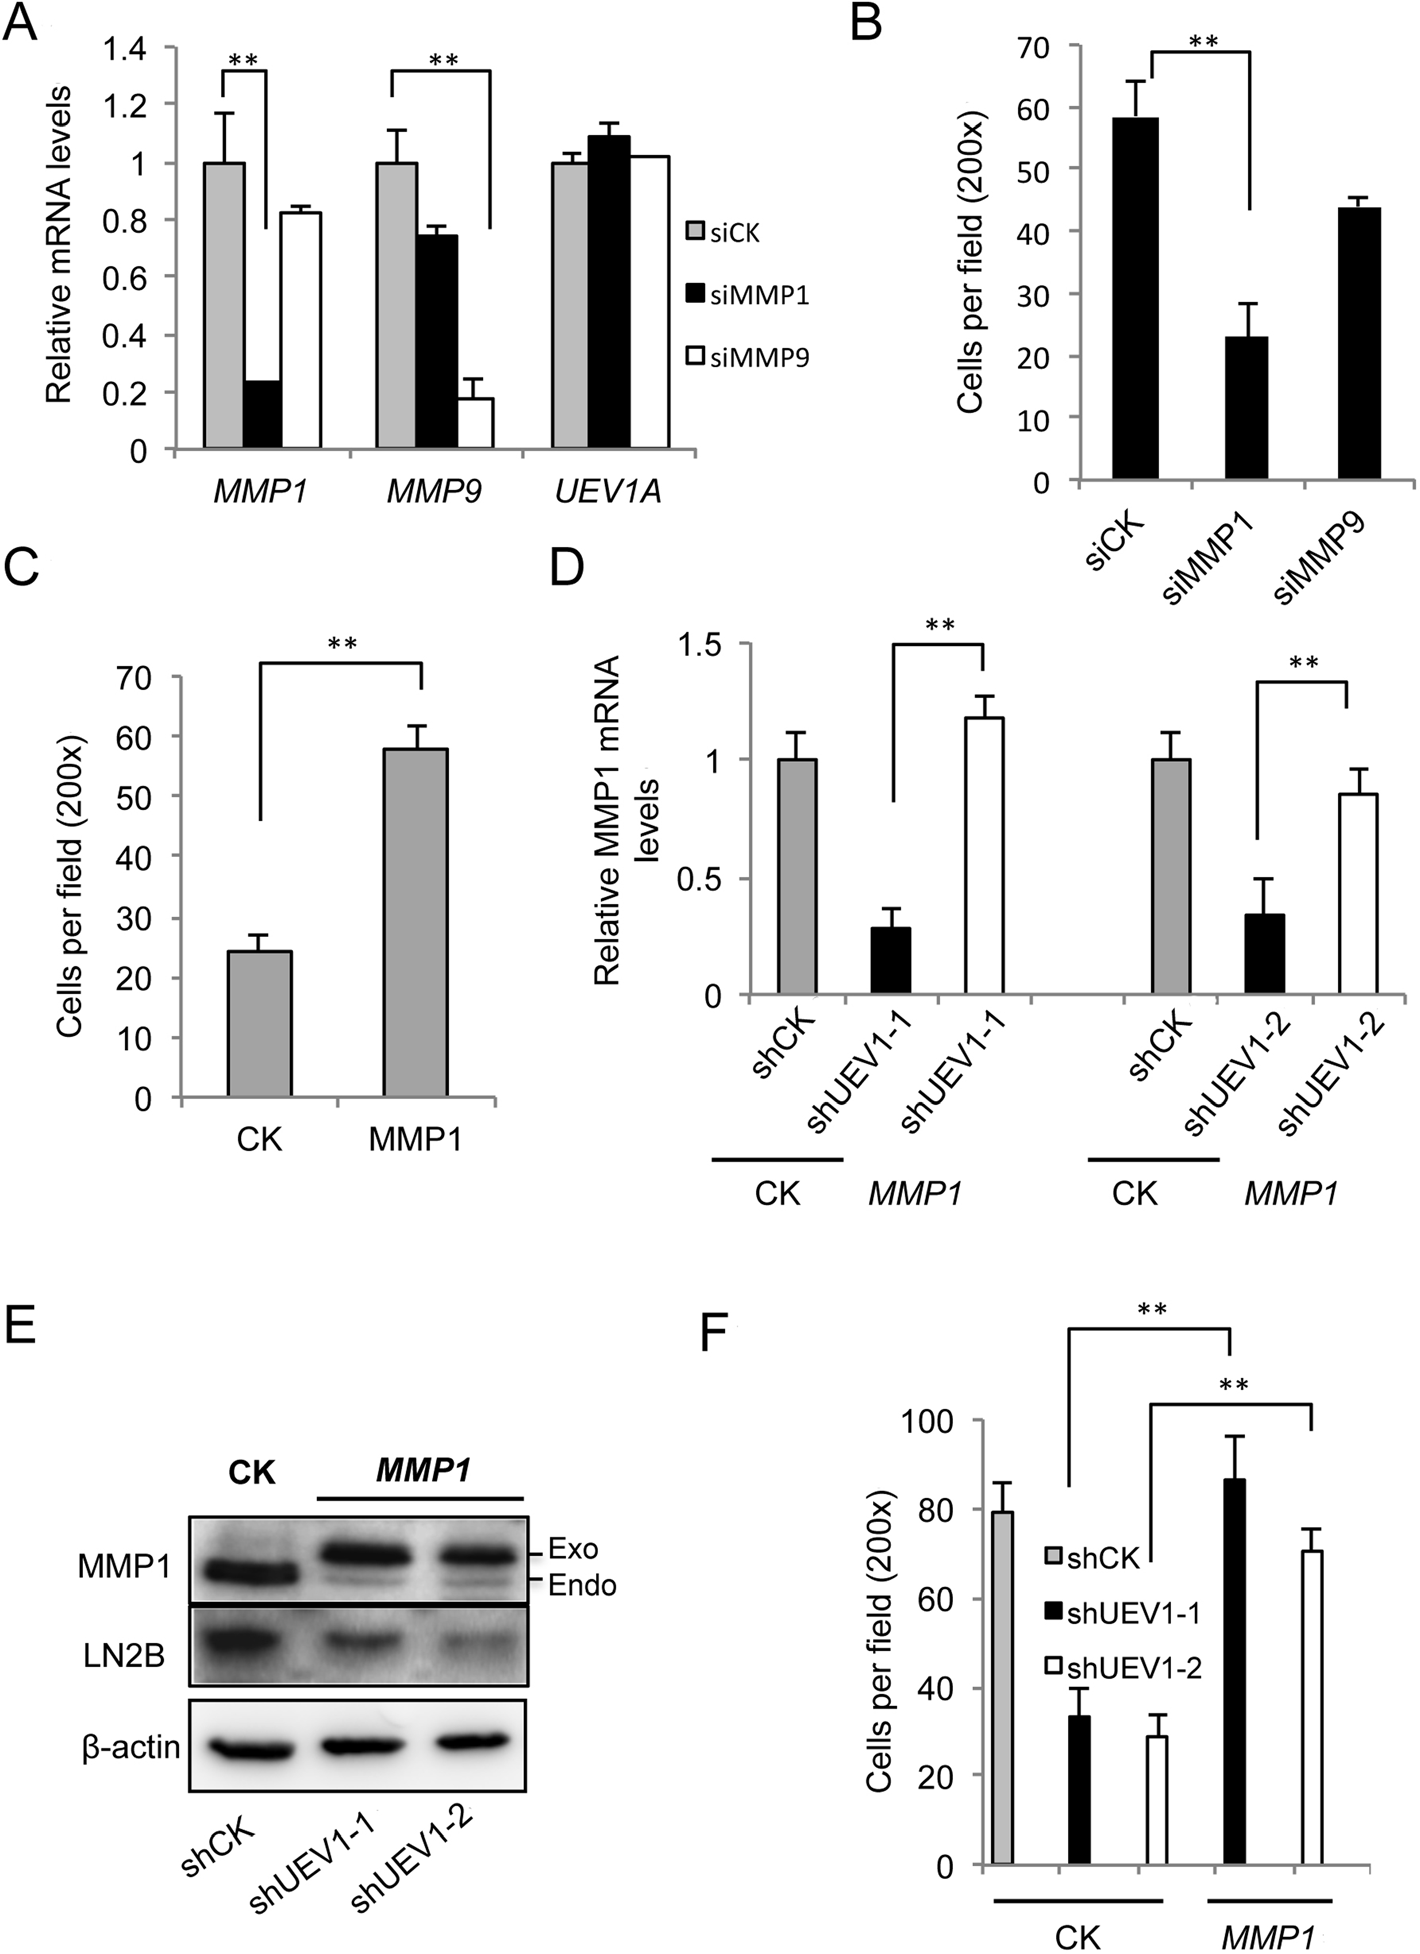 A
Relative mRNA levels
1.4
1.2
1
0.8
0.6
0.4
0.2
0
**
**
MMP1
MMP9
UEV1A
siCK
siMMP1
siMMP9
B
Cells per field (200x)
70
60
50
40
30
20
10
0
**
siCK
siMMP1
siMMP9
C
Cells per field (200x)
70
60
50
40
30
20
10
0
**
CK
MMP1
D
Relative MMP1 mRNA
levels
1.5
1
0.5
0
**
**
shCK
shUEV1-1
shUEV1-1
shCK
shUEV1-2
shUEV1-2
CK
MMP1
CK
MMP1
E
CK
MMP1
MMP1
Exo
Endo
LN2B
β-actin
shCK
shUEV1-1
shUEV1-2
F
Cells per field (200x)
100
80
60
40
20
0
**
**
shCK
shUEV1-1
shUEV1-2
CK
MMP1